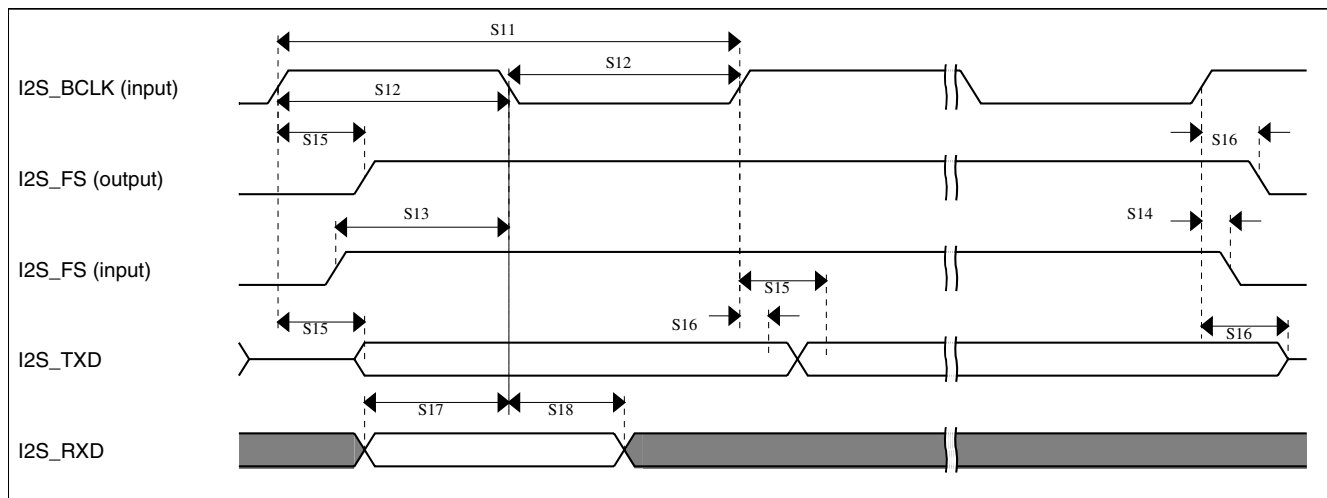 S11
I2S_BCLK (input)
S12
S12
S15
S16
I2S_FS (output)
S13
S14
I2S_FS (input)
S15
S16
S15
S16
I2S_TXD
S17
S18
I2S_RXD